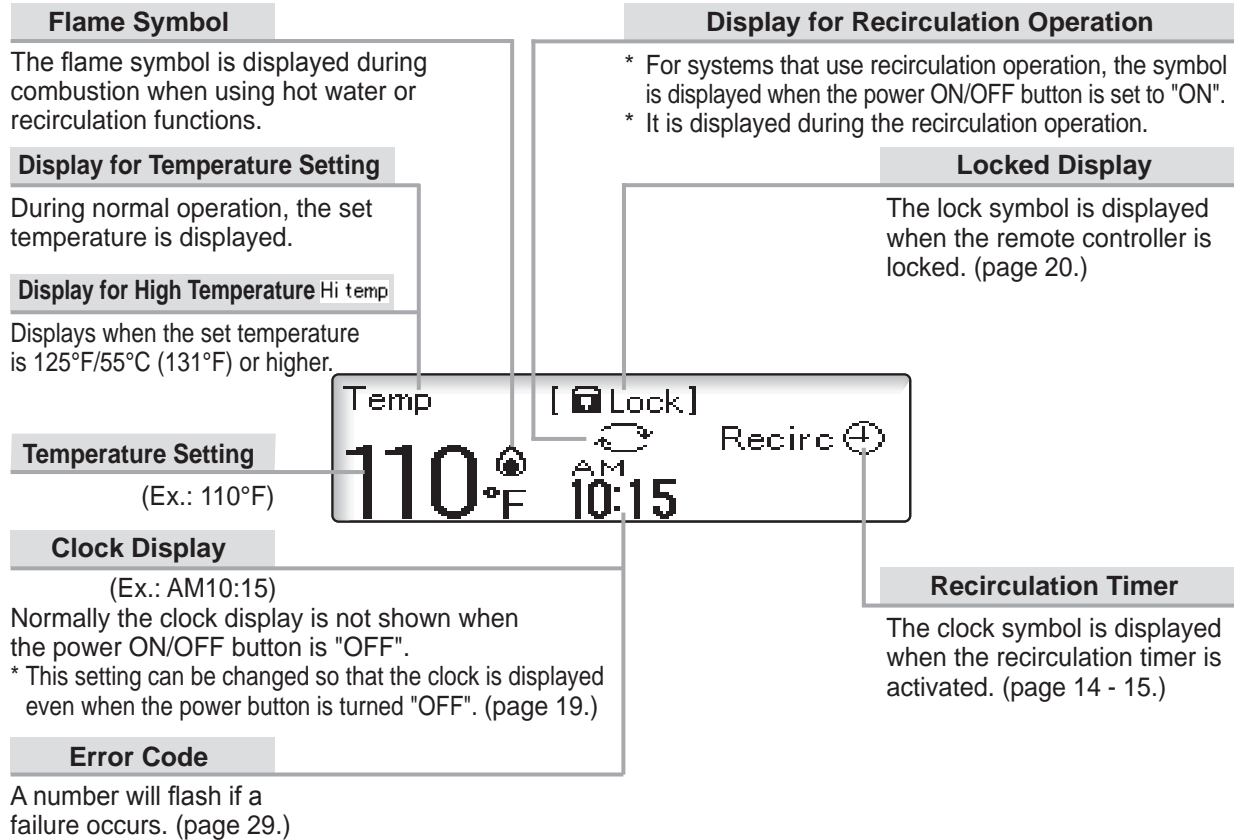 Flame Symbol
The flame symbol is displayed during
combustion when using hot water or
recirculation functions.
Display for Temperature Setting
During normal operation, the set
temperature is displayed.
Display for High Temperature Hi temp
Displays when the set temperature
is 125°F/55°C (131°F) or higher.
Temperature Setting
(Ex.: 110°F)
Clock Display
(Ex.: AM10:15)
Normally the clock display is not shown when
the power ON/OFF button is "OFF".
* This setting can be changed so that the clock is displayed
even when the power button is turned "OFF". (page 19.)
Error Code
A number will flash if a
failure occurs. (page 29.)
Display for Recirculation Operation
* For systems that use recirculation operation, the symbol
is displayed when the power ON/OFF button is set to "ON".
* It is displayed during the recirculation operation.
Locked Display
The lock symbol is displayed
when the remote controller is
locked. (page 20.)
Temp [ Lock]
Recirc
110°F
AM
10:15
Recirculation Timer
The clock symbol is displayed
when the recirculation timer is
activated. (page 14 - 15.)